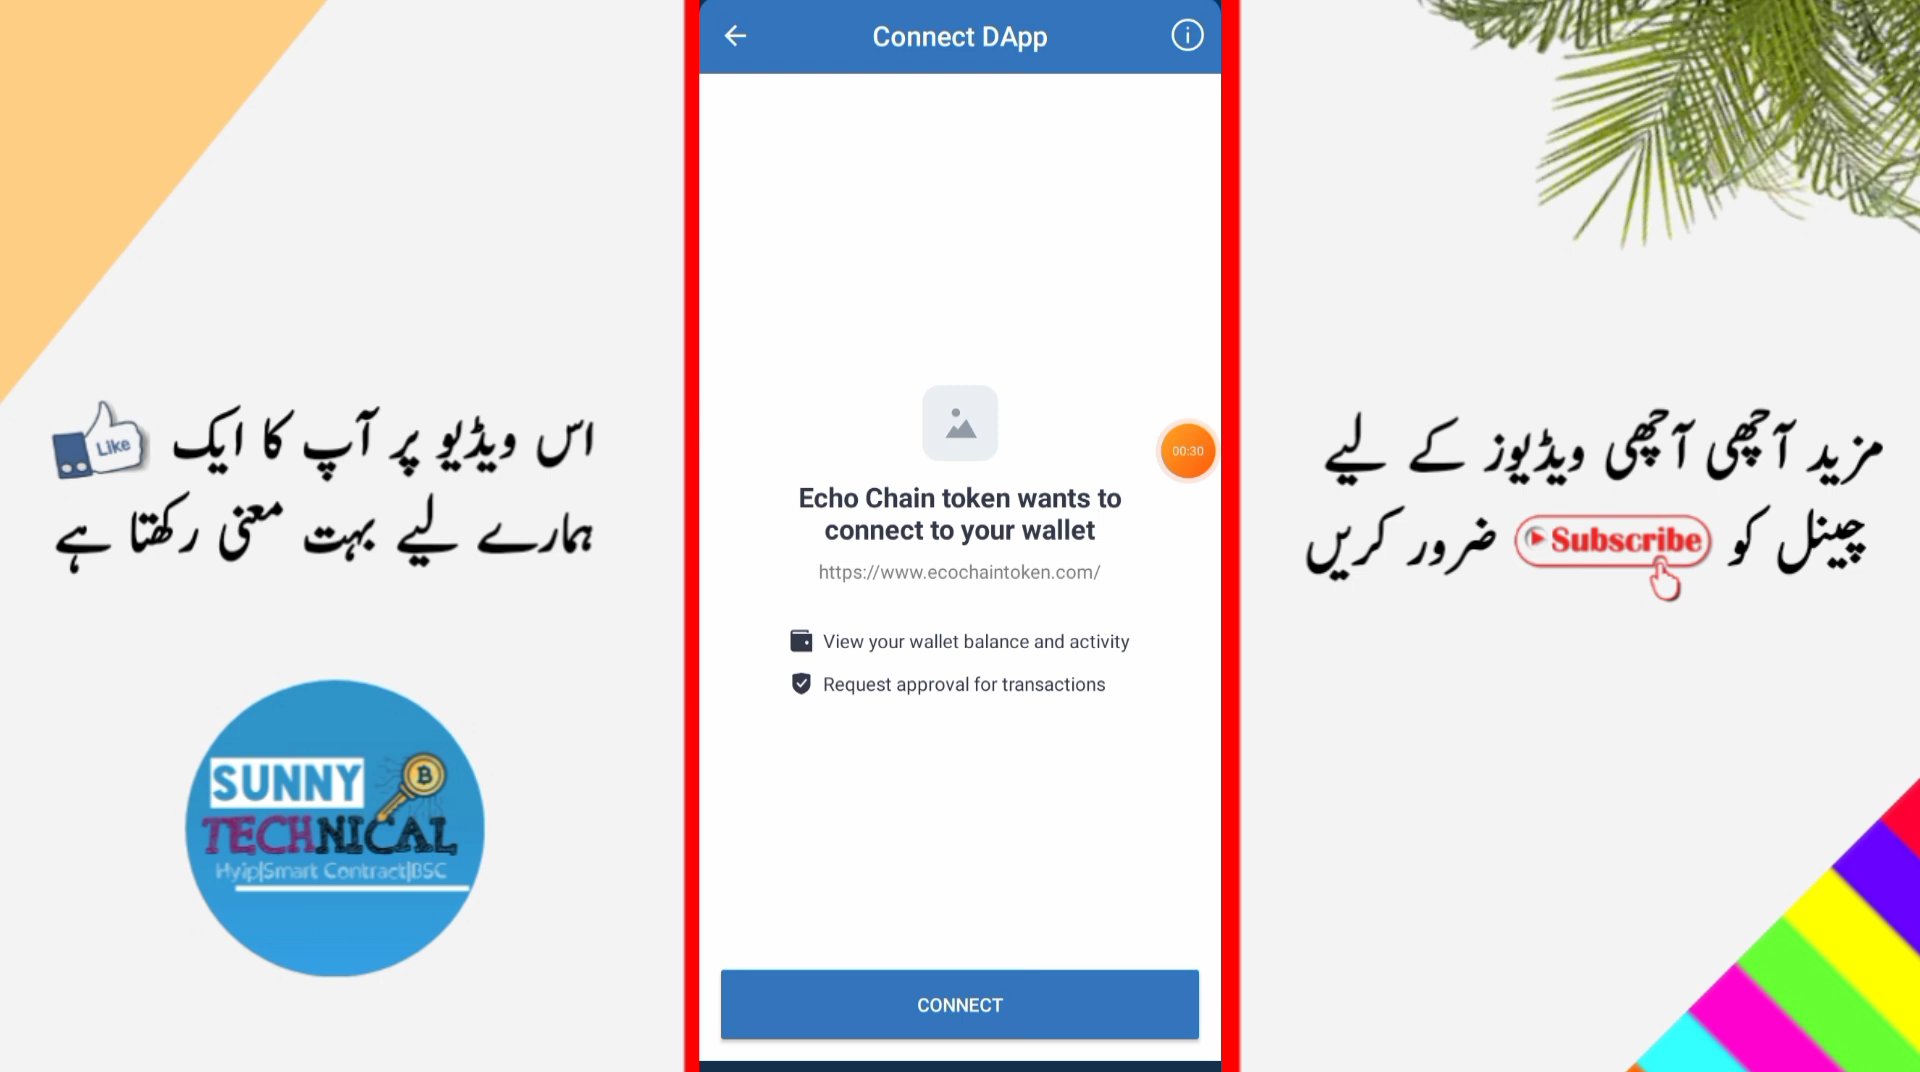 Connect DApp
00:30
Echo Chain token wants to
connect to your wallet
https://www.ecochaintoken.com/
View your wallet balance and activity
Request approval for transactions
CONNECT
اس ویڈیو پر آپ کا ایک Like
ہمارے لیے بہت معنی رکھتا ہے
SUNNY
TECHNICAL
Hyip|Smart Contract|BSC
مزید آچھی آچھی ویڈیوز کے لیے
چینل کو Subscribe ضرور کریں